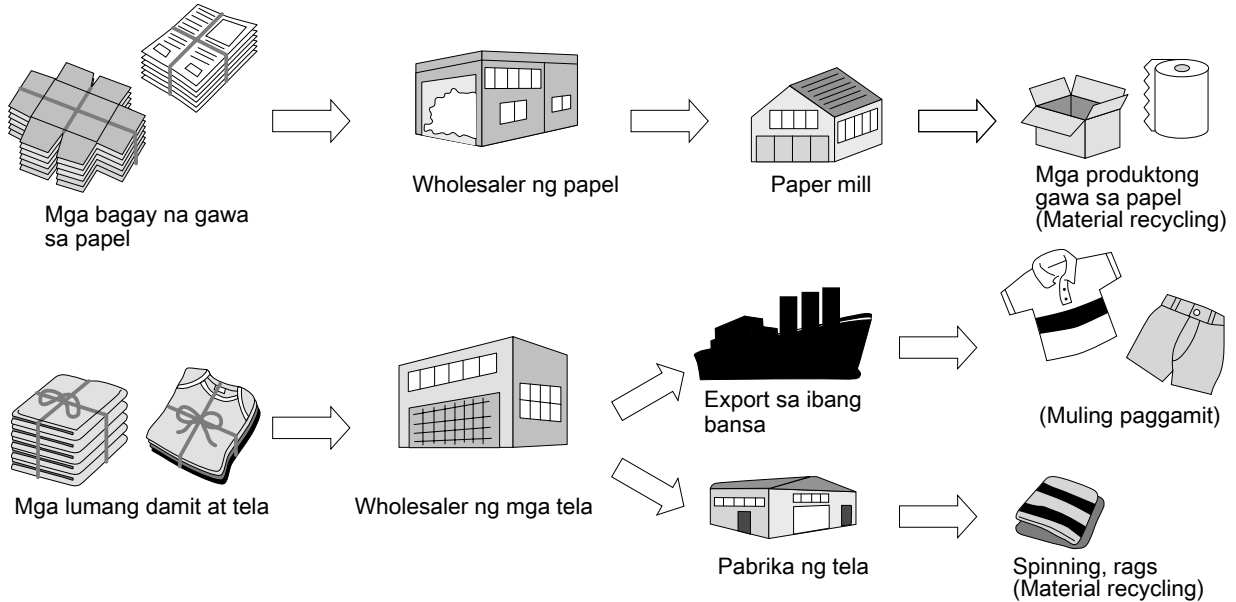 Mga bagay na gawa
sa papel
Wholesaler ng papel
Paper mill
Mga produktong
gawa sa papel
(Material recycling)
Mga lumang damit at tela
Wholesaler ng mga tela
Export sa ibang
bansa
(Muling paggamit)
Pabrika ng tela
Spinning, rags
(Material recycling)